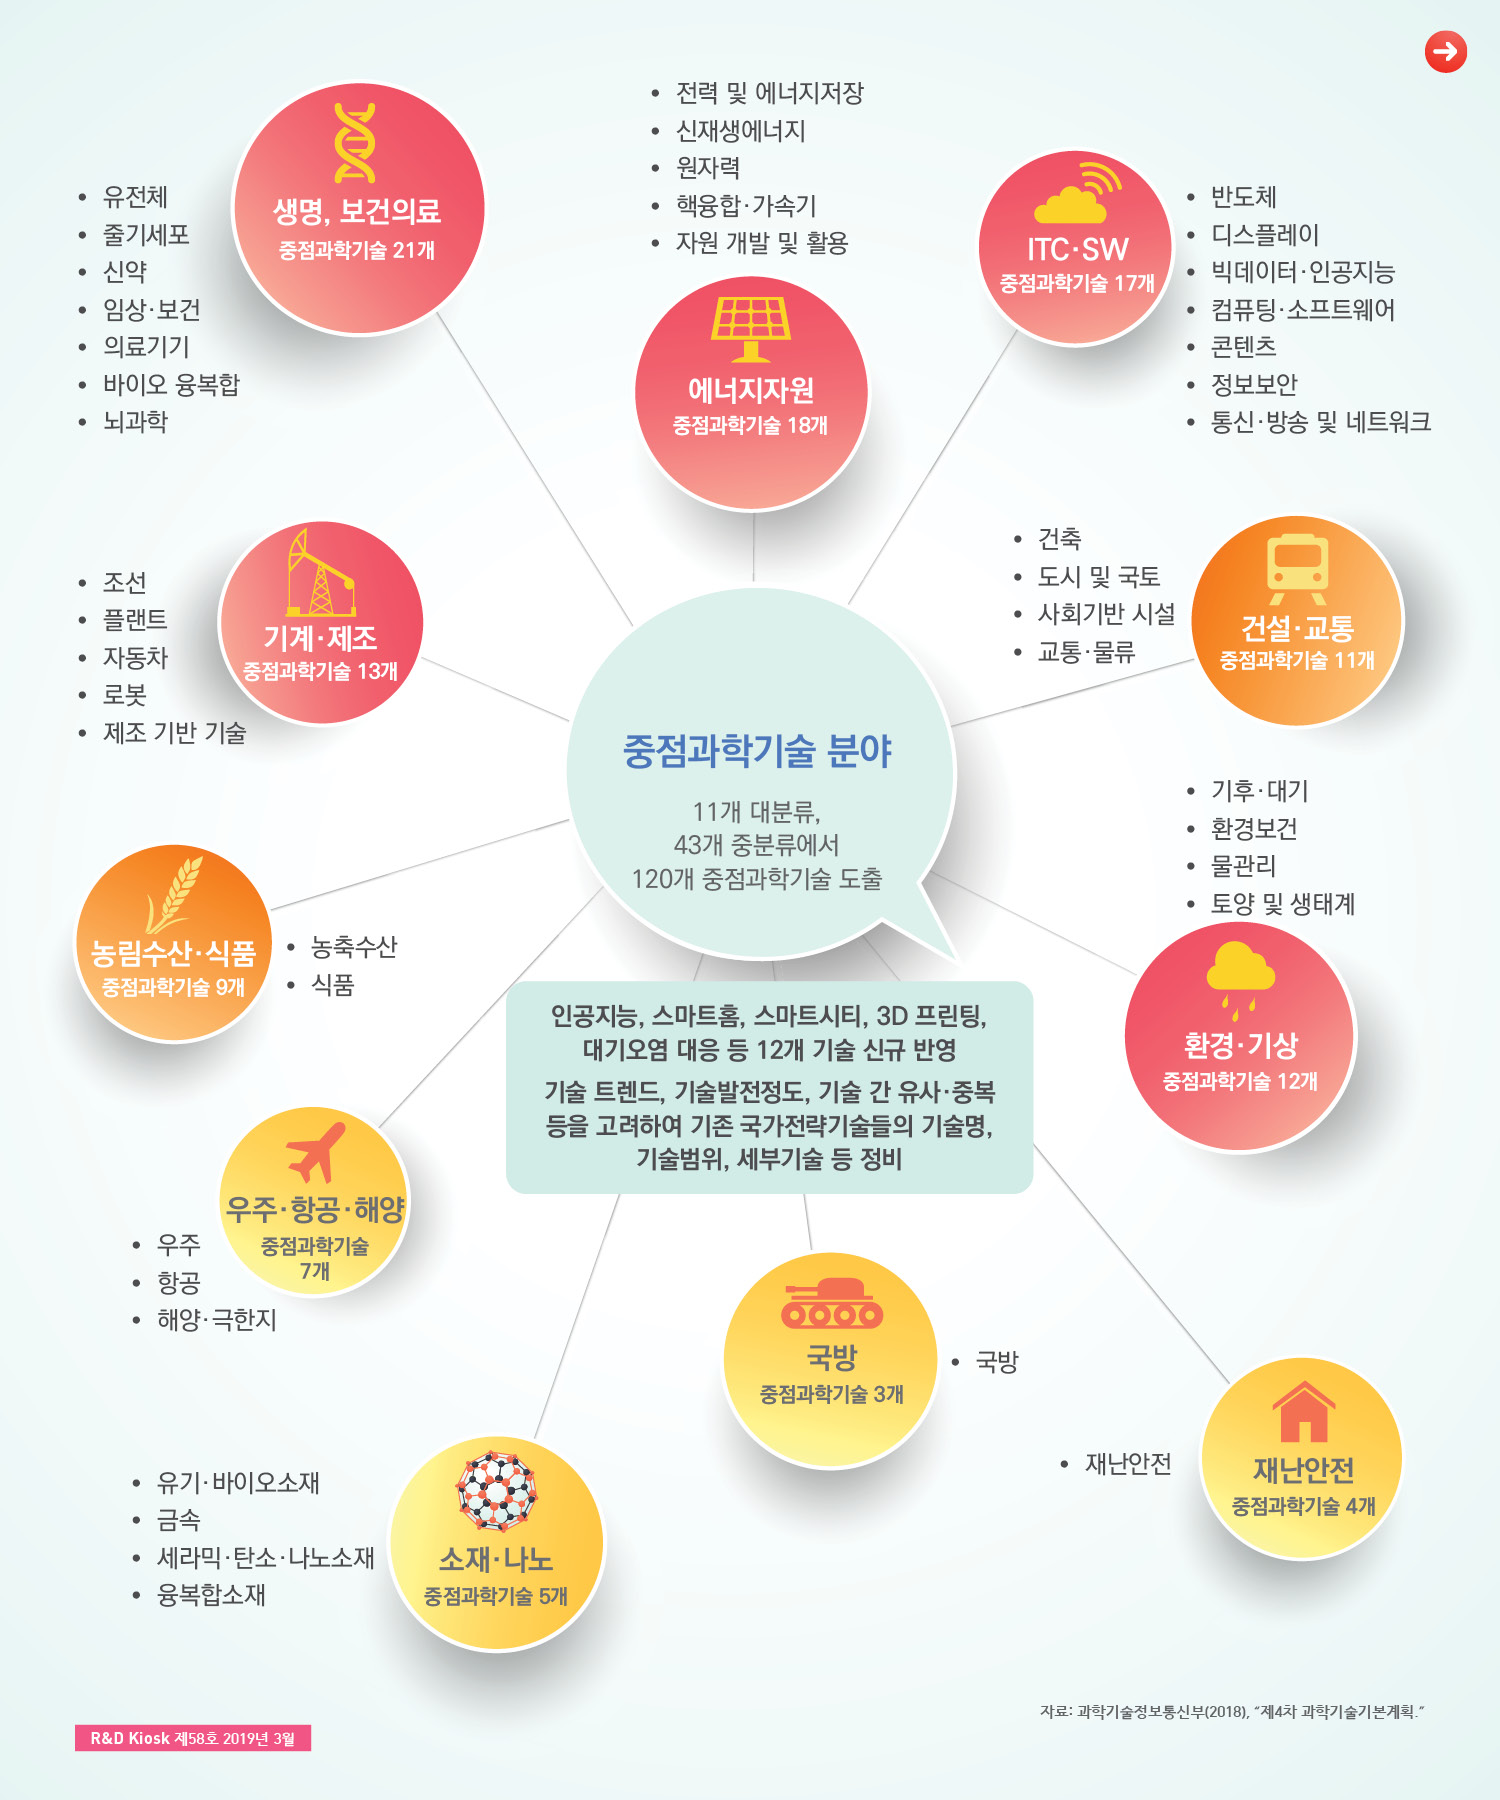 생명, 보건의료
중점과학기술 21개
• 유전체
• 줄기세포
• 신약
• 임상·보건
• 의료기기
• 바이오 융복합
• 뇌과학
• 전력 및 에너지저장
• 신재생에너지
• 원자력
• 핵융합·가속기
• 자원 개발 및 활용
에너지자원
중점과학기술 18개
ITC·SW
중점과학기술 17개
• 반도체
• 디스플레이
• 빅데이터·인공지능
• 컴퓨팅·소프트웨어
• 콘텐츠
• 정보보안
• 통신·방송 및 네트워크
• 조선
• 플랜트
• 자동차
• 로봇
• 제조 기반 기술
기계·제조
중점과학기술 13개
• 건축
• 도시 및 국토
• 사회기반 시설
• 교통·물류
건설·교통
중점과학기술 11개
중점과학기술 분야
11개 대분류,
43개 중분류에서
120개 중점과학기술 도출
• 기후·대기
• 환경보건
• 물관리
• 토양 및 생태계
환경·기상
중점과학기술 12개
농림수산·식품
중점과학기술 9개
• 농축수산
• 식품
인공지능, 스마트홈, 스마트시티, 3D 프린팅,
대기오염 대응 등 12개 기술 신규 반영
기술 트렌드, 기술발전정도, 기술 간 유사·중복
등을 고려하여 기존 국가전략기술들의 기술명,
기술범위, 세부기술 등 정비
우주·항공·해양
중점과학기술
7개
• 우주
• 항공
• 해양·극한지
국방
중점과학기술 3개
• 국방
• 재난안전
재난안전
중점과학기술 4개
• 유기·바이오소재
• 금속
• 세라믹·탄소·나노소재
• 융복합소재
소재·나노
중점과학기술 5개
자료: 과학기술정보통신부(2018), “제4차 과학기술기본계획.”
R&D Kiosk 제58호 2019년 3월